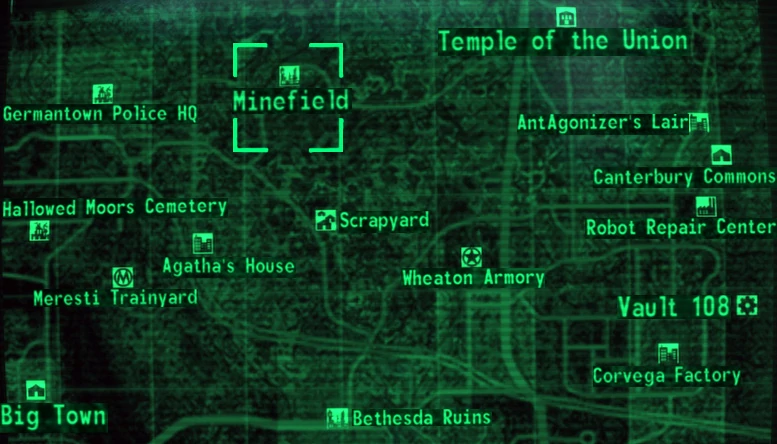 Temple of the Union
Minefield
Germantown Police HQ
AntAgonizer's Lair
Canterbury Commons
Hallowed Moors Cemetery
Scrapyard
Robot Repair Center
Agatha's House
Wheaton Armory
Meresti Trainyard
Vault 108
Corvega Factory
Big Town
Bethesda Ruins